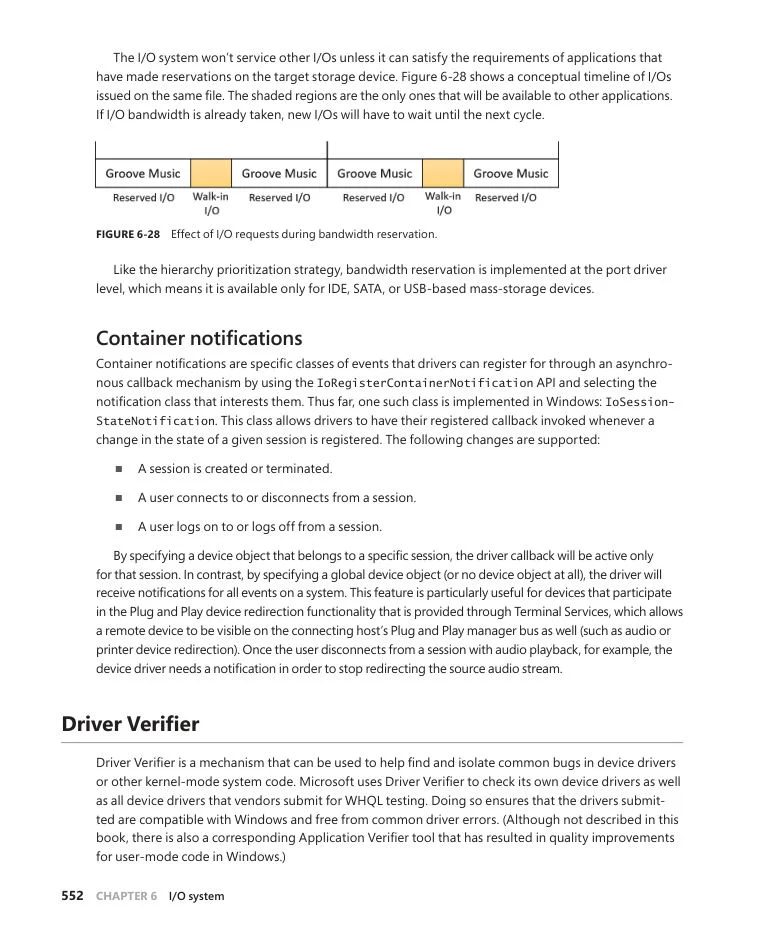 The I/O system won’t service other I/Os unless it can satisfy the requirements of applications that
have made reservations on the target storage device. Figure 6-28 shows a conceptual timeline of I/Os
issued on the same file. The shaded regions are the only ones that will be available to other applications.
If I/O bandwidth is already taken, new I/Os will have to wait until the next cycle.
Groove Music Groove Music Groove Music Groove Music
Reserved I/O Walk-in Reserved I/O Reserved I/O Walk-in Reserved I/O
I/O I/O
FIGURE 6-28 Effect of I/O requests during bandwidth reservation.
Like the hierarchy prioritization strategy, bandwidth reservation is implemented at the port driver
level, which means it is available only for IDE, SATA, or USB-based mass-storage devices.
Container notifications
Container notifications are specific classes of events that drivers can register for through an asynchro-
nous callback mechanism by using the IoRegisterContainerNotification API and selecting the
notification class that interests them. Thus far, one such class is implemented in Windows: IoSession-
StateNotification. This class allows drivers to have their registered callback invoked whenever a
change in the state of a given session is registered. The following changes are supported:
■ A session is created or terminated.
■ A user connects to or disconnects from a session.
■ A user logs on to or logs off from a session.
By specifying a device object that belongs to a specific session, the driver callback will be active only
for that session. In contrast, by specifying a global device object (or no device object at all), the driver will
receive notifications for all events on a system. This feature is particularly useful for devices that participate
in the Plug and Play device redirection functionality that is provided through Terminal Services, which allows
a remote device to be visible on the connecting host’s Plug and Play manager bus as well (such as audio or
printer device redirection). Once the user disconnects from a session with audio playback, for example, the
device driver needs a notification in order to stop redirecting the source audio stream.
Driver Verifier
Driver Verifier is a mechanism that can be used to help find and isolate common bugs in device drivers
or other kernel-mode system code. Microsoft uses Driver Verifier to check its own device drivers as well
as all device drivers that vendors submit for WHQL testing. Doing so ensures that the drivers submit-
ted are compatible with Windows and free from common driver errors. (Although not described in this
book, there is also a corresponding Application Verifier tool that has resulted in quality improvements
for user-mode code in Windows.)
552 CHAPTER 6 I/O system